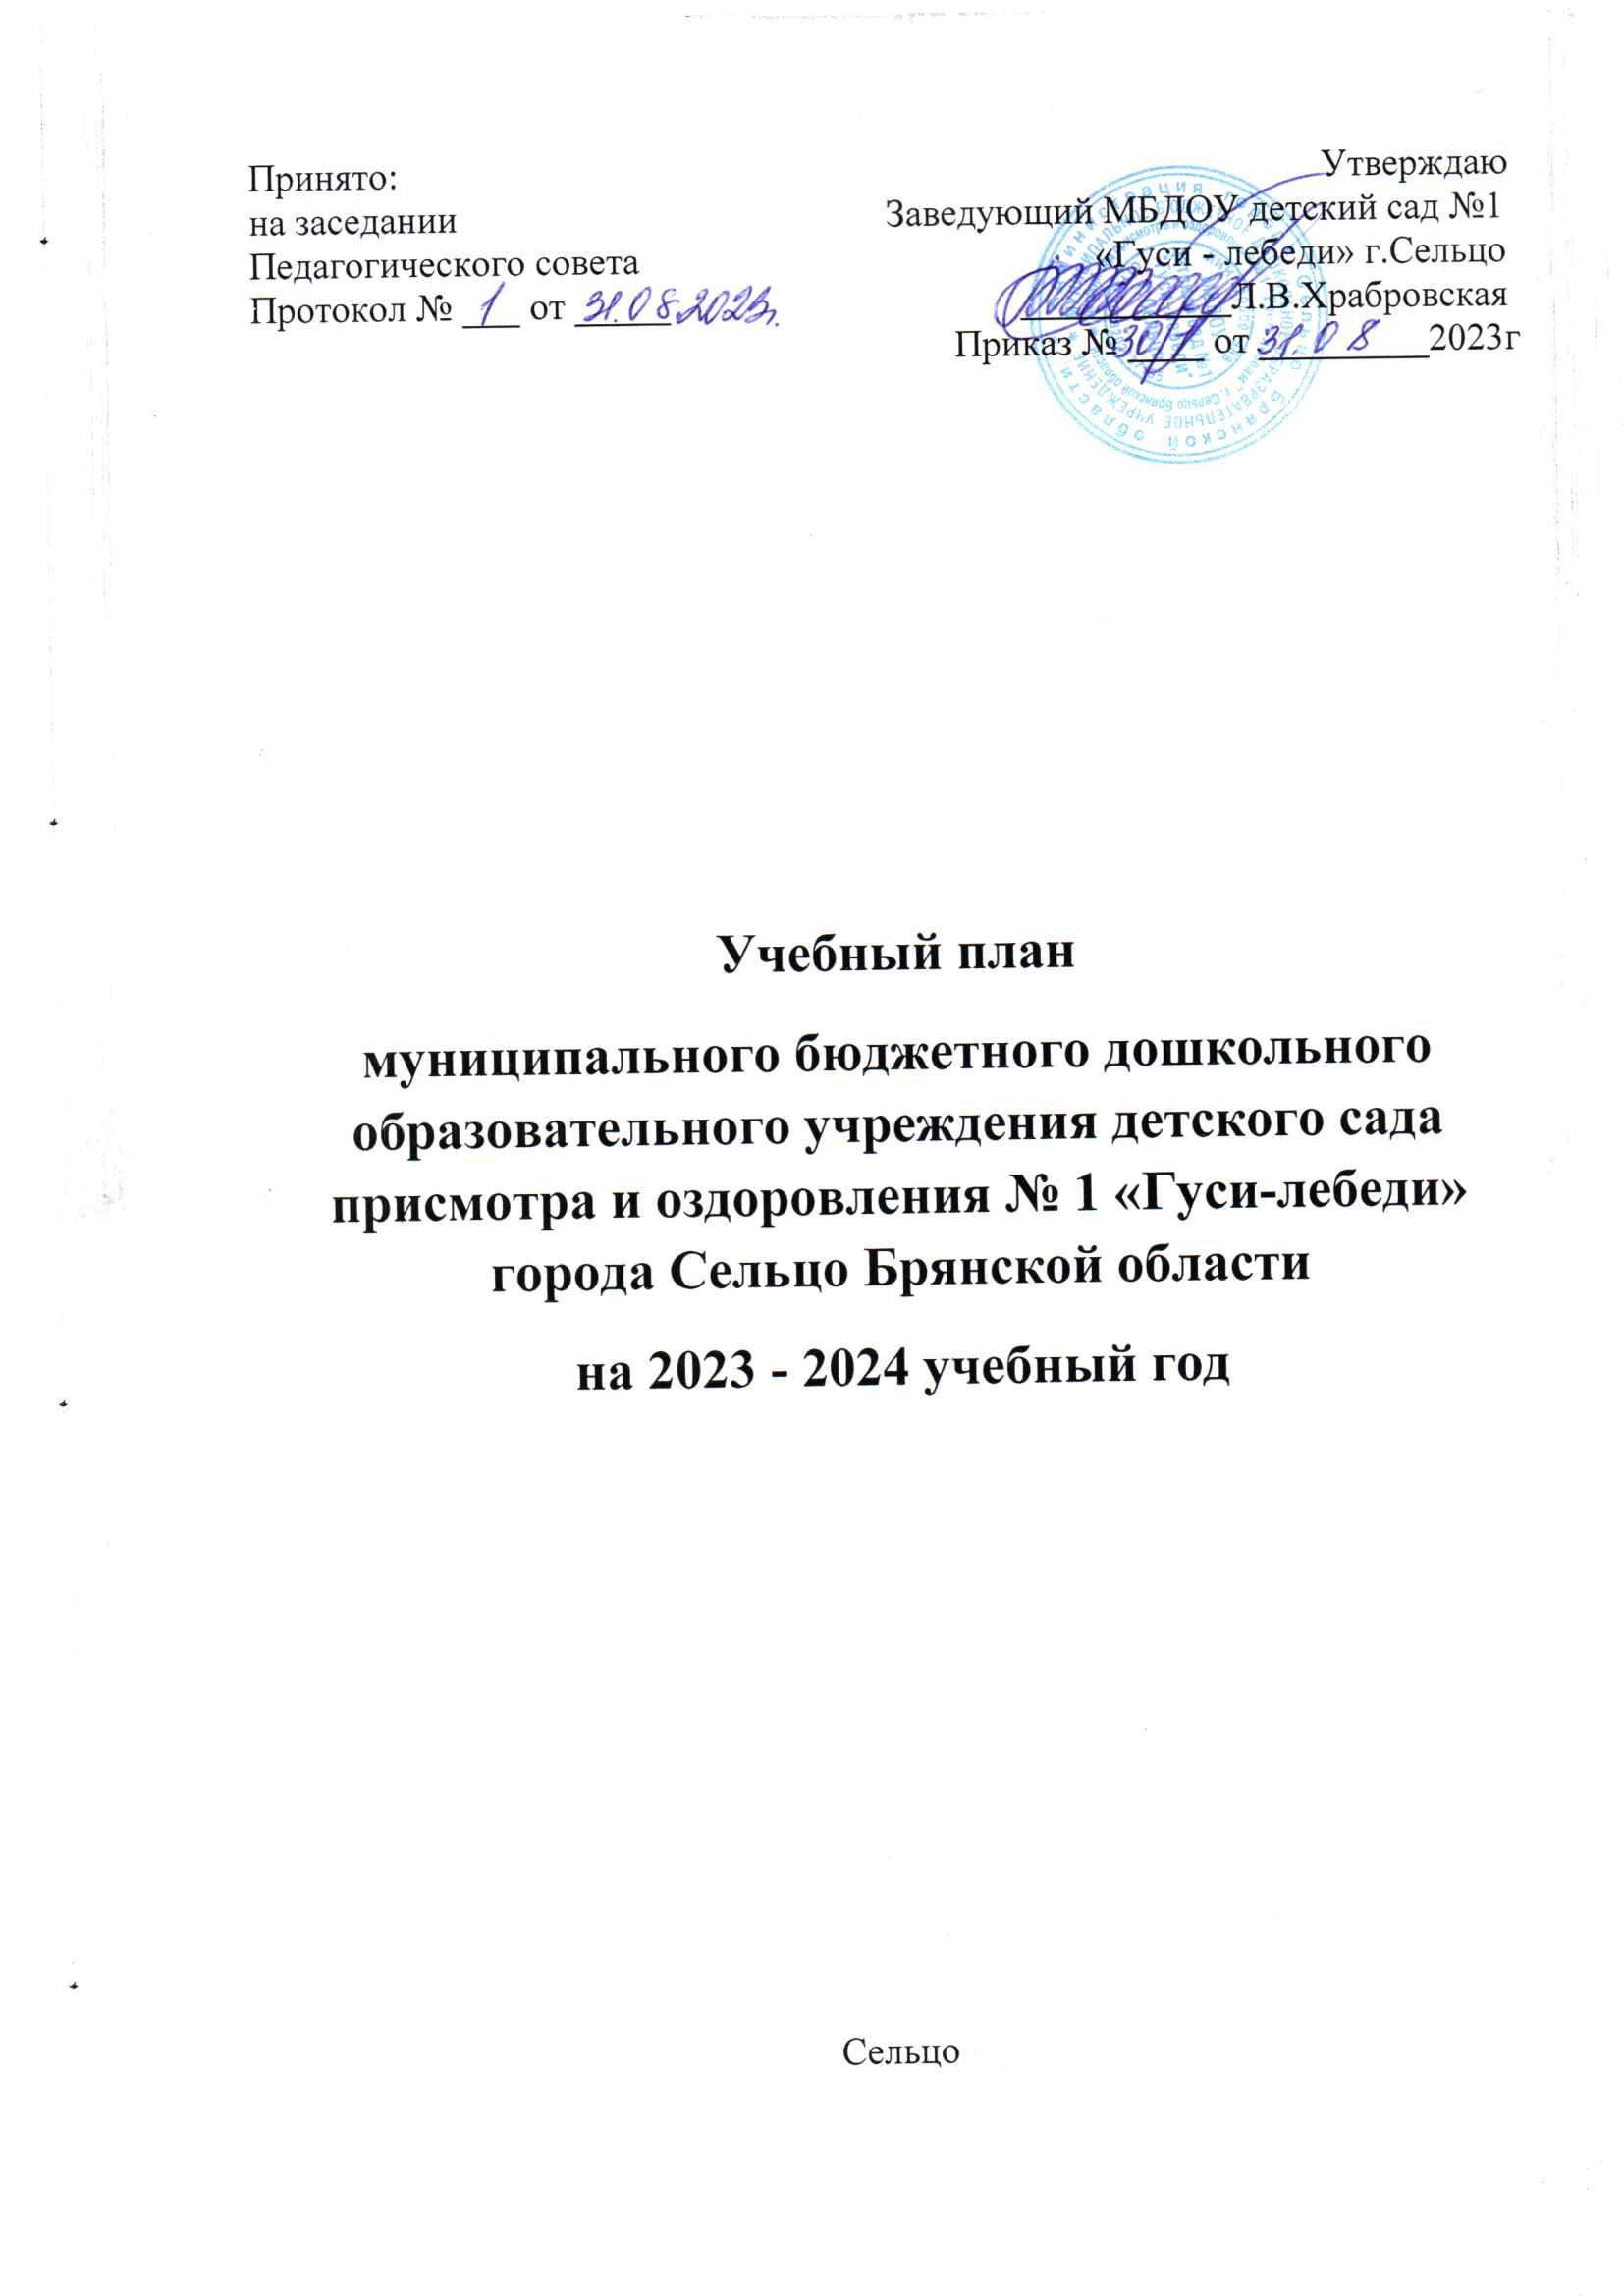 Принято:
на заседании
Педагогического совета
Протокол № 1 от 31.08.2023г.
Утверждаю
Заведующий МБДОУ детский сад №1
«Гуси - лебеди» г.Сельцо
Л.В.Храбровская
Приказ № 30/1 от 31.08 2023г
Учебный план
муниципального бюджетного дошкольного
образовательного учреждения детского сада
присмотра и оздоровления № 1 «Гуси-лебеди»
города Сельцо Брянской области
на 2023 - 2024 учебный год
Сельцо